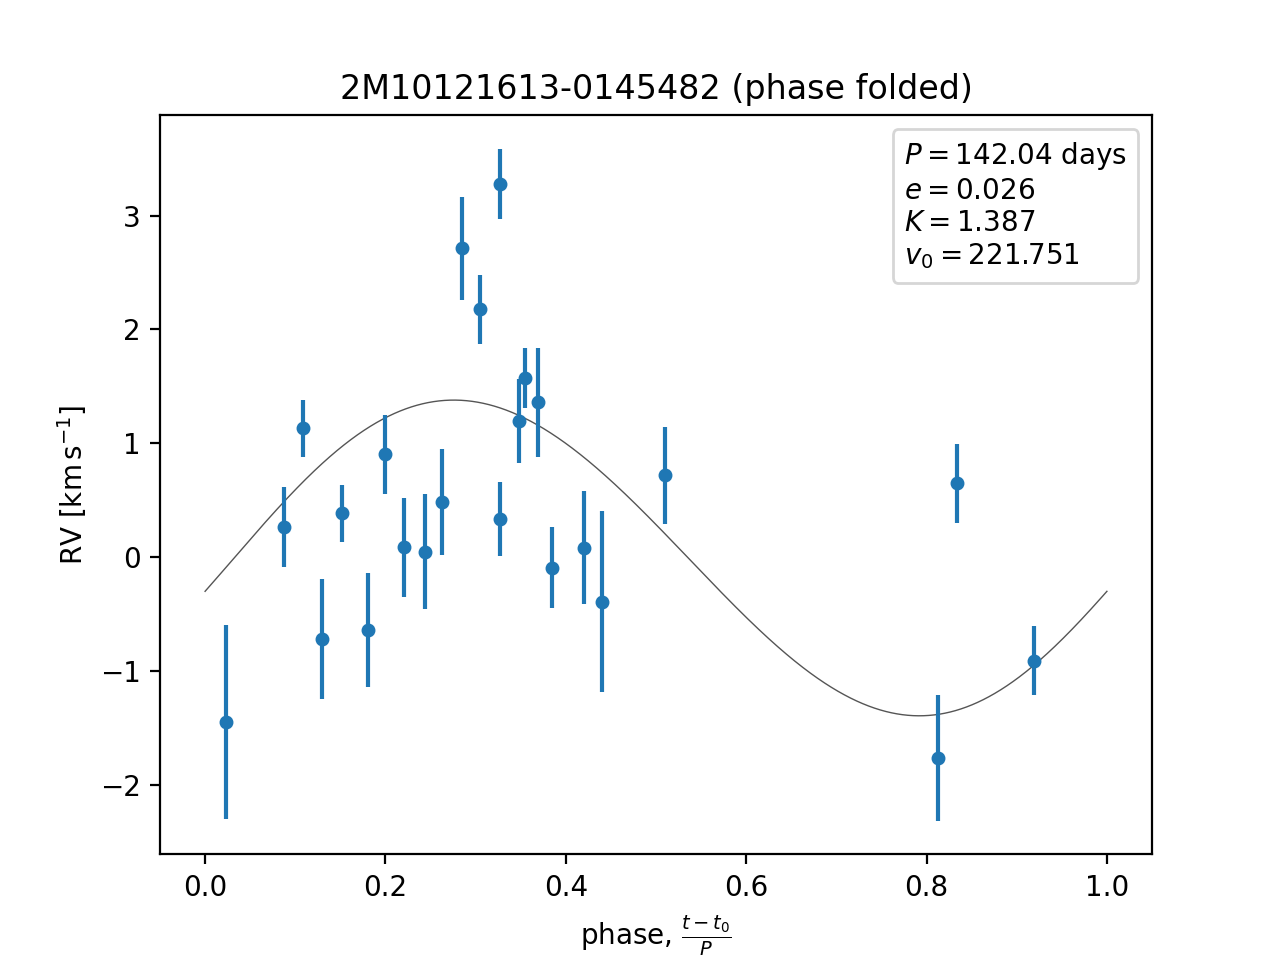 2M10121613-0145482 (phase folded)
P = 142.04 days
e = 0.026
K = 1.387
v₀ = 221.751
3
2
1
0
−1
−2
RV [km s⁻¹]
0.0 0.2 0.4 0.6 0.8 1.0
phase, (t − t₀)/P